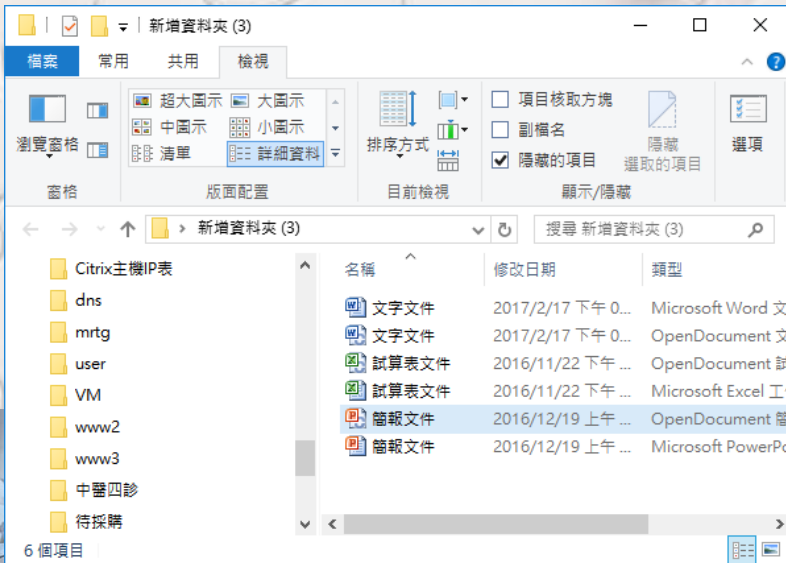 新增資料夾 (3)
檔案 常用 共用 檢視
瀏覽窗格
窗格
超大圖示 大圖示
中圖示 小圖示
清單 詳細資料
版面配置
排序方式
目前檢視
項目核取方塊
副檔名
隱藏的項目
隱藏
選取的項目
顯示/隱藏
選項
新增資料夾 (3)
搜尋 新增資料夾 (3)
Citrix主機IP表
dns
mrtg
user
VM
www2
www3
中醫四診
待採購
名稱 修改日期 類型
文字文件 2017/2/17 下午 0... Microsoft Word 文
文字文件 2017/2/17 下午 0... OpenDocument 文
試算表文件 2016/11/22 下午 ... OpenDocument 試
試算表文件 2016/11/22 下午 ... Microsoft Excel 工
簡報文件 2016/12/19 上午 ... OpenDocument 簡
簡報文件 2016/12/19 上午 ... Microsoft PowerPo
6 個項目